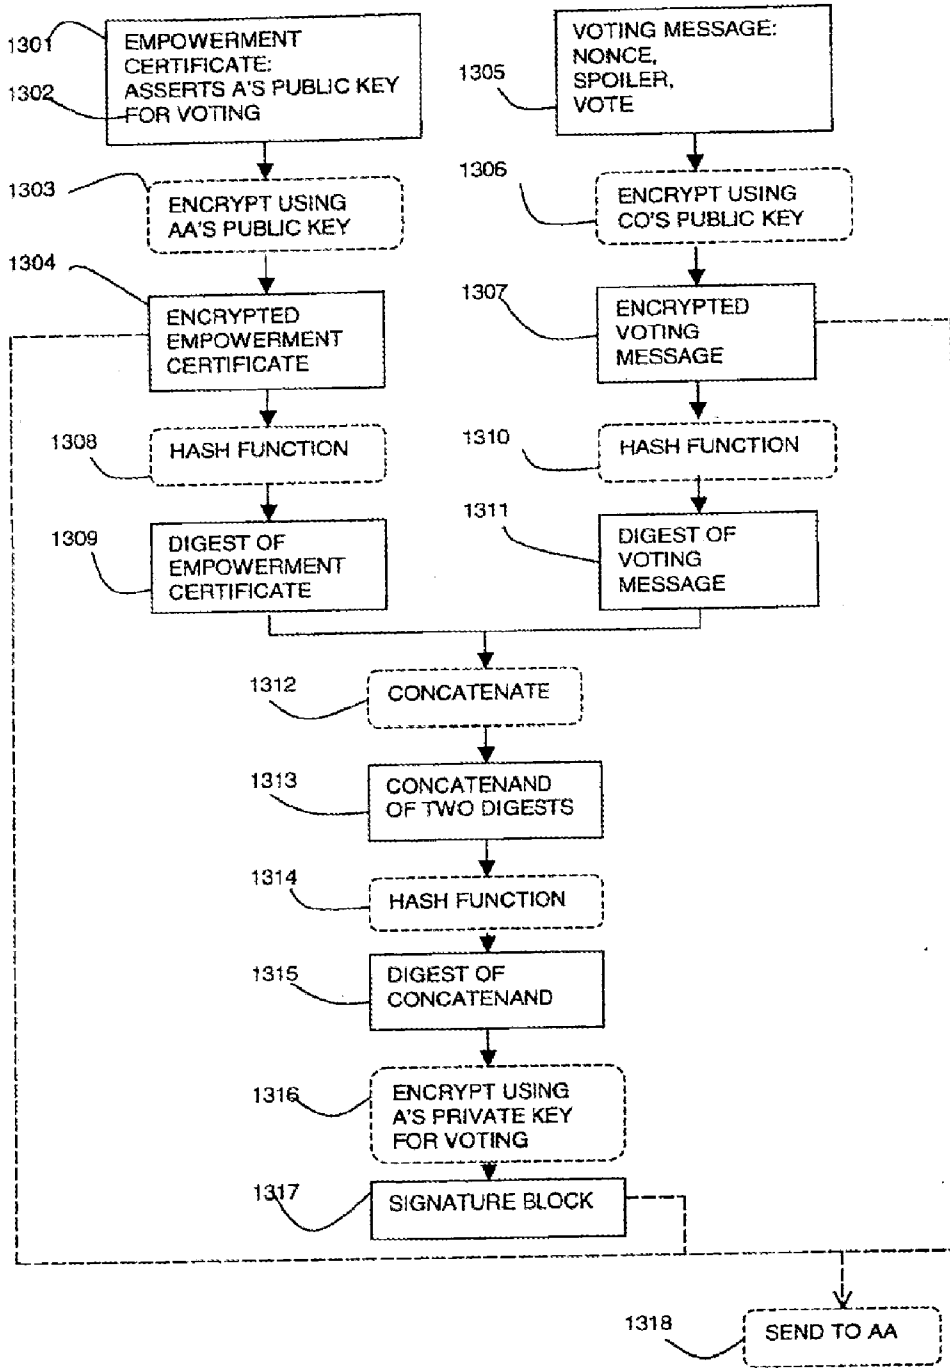 1301
EMPOWERMENT
CERTIFICATE:
ASSERTS A'S PUBLIC KEY
FOR VOTING
1302
VOTING MESSAGE:
NONCE,
SPOILER,
VOTE
1305
1303
ENCRYPT USING
AA'S PUBLIC KEY
1306
ENCRYPT USING
CO'S PUBLIC KEY
1304
ENCRYPTED
EMPOWERMENT
CERTIFICATE
1307
ENCRYPTED
VOTING
MESSAGE
1308
HASH FUNCTION
1310
HASH FUNCTION
1309
DIGEST OF
EMPOWERMENT
CERTIFICATE
1311
DIGEST OF
VOTING
MESSAGE
1312
CONCATENATE
1313
CONCATENAND
OF TWO DIGESTS
1314
HASH FUNCTION
1315
DIGEST OF
CONCATENAND
1316
ENCRYPT USING
A'S PRIVATE KEY
FOR VOTING
1317
SIGNATURE BLOCK
1318
SEND TO AA